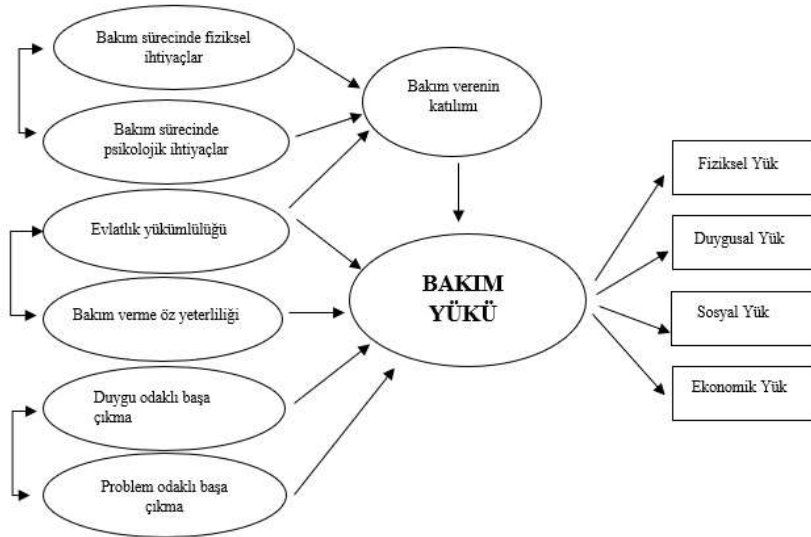 Bakım sürecinde fiziksel
ihtiyaçlar
Bakım sürecinde
psikolojik ihtiyaçlar
Evlatlık yükümlülüğü
Bakım verme öz yeterliliği
Duygu odaklı başa
çıkma
Problem odaklı başa
çıkma
Bakım verenin
katılımı
BAKIM
YÜKÜ
Fiziksel Yük
Duygusal Yük
Sosyal Yük
Ekonomik Yük